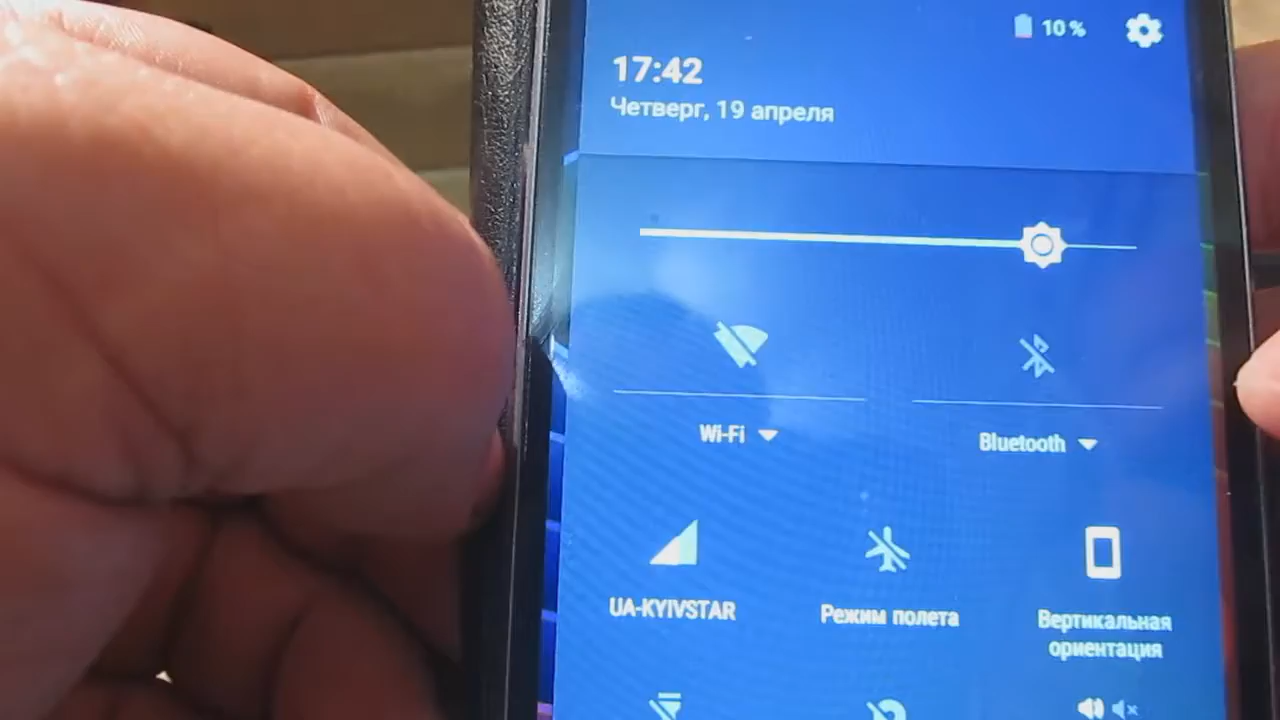 10 %
17:42
Четверг, 19 апреля
Wi-Fi
Bluetooth
UA-KYIVSTAR
Режим полета
Вертикальная
ориентация